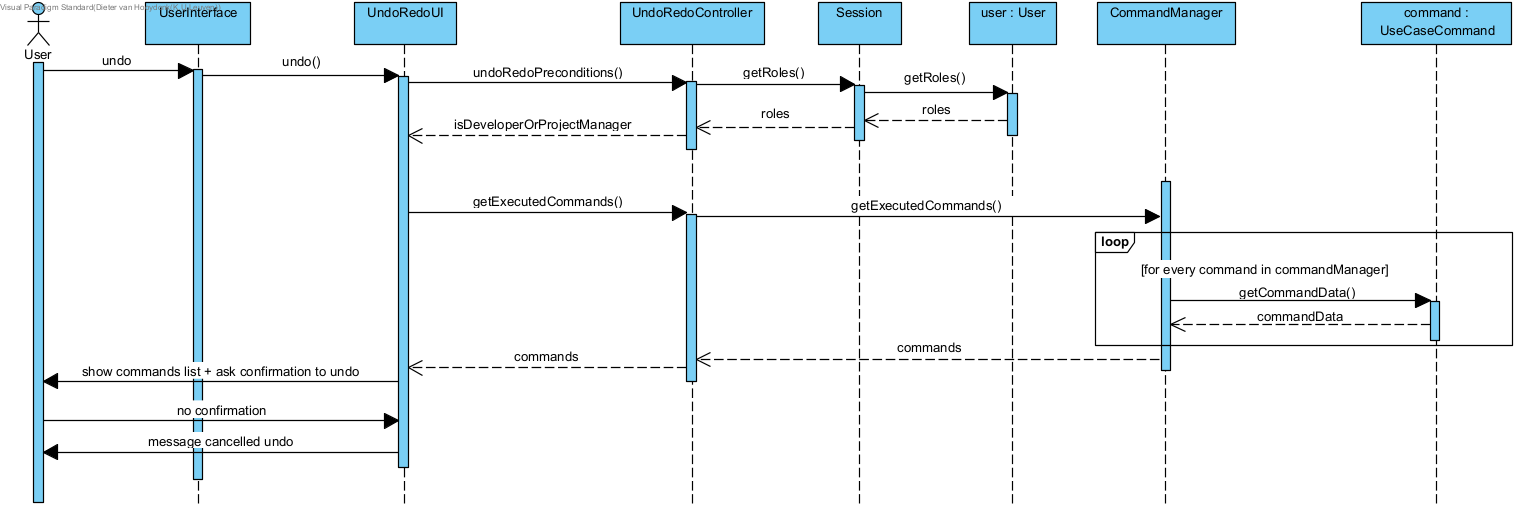 Visual Paradigm Standard(Dieter van
UserInterface
UndoRedoUI
UndoRedoController
Session
user : User
CommandManager
command :
UseCaseCommand
User
undo
undo()
undoRedoPreconditions()
getRoles()
getRoles()
roles
roles
isDeveloperOrProjectManager
getExecutedCommands()
getExecutedCommands()
loop
[for every command in commandManager]
getCommandData()
commandData
commands
commands
show commands list + ask confirmation to undo
no confirmation
message cancelled undo